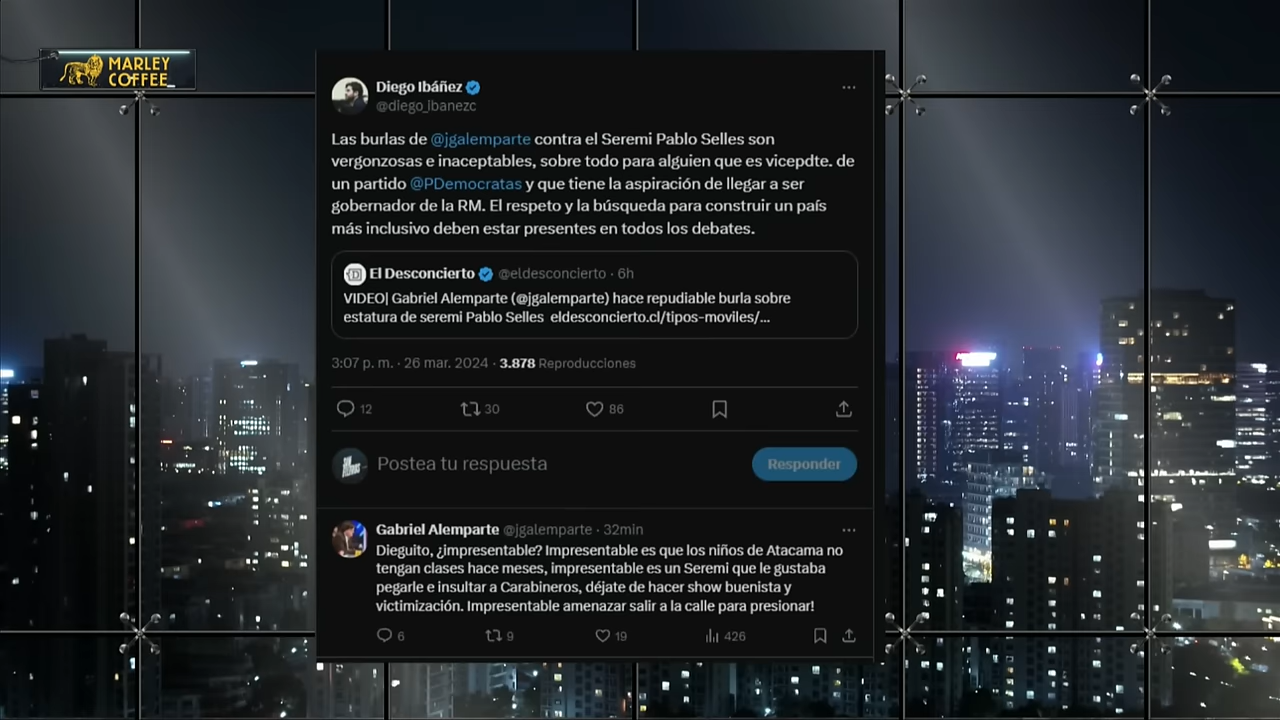 MARLEY
COFFEE_
Diego Ibáñez
@diego_ibanezc
Las burlas de @jgalemparte contra el Seremi Pablo Selles son
vergonzosas e inaceptables, sobre todo para alguien que es vicepdte. de
un partido @PDemocratas y que tiene la aspiración de llegar a ser
gobernador de la RM. El respeto y la búsqueda para construir un país
más inclusivo deben estar presentes en todos los debates.
El Desconcierto @eldesconcierto · 6h
VIDEO| Gabriel Alemparte (@jgalemparte) hace repudiable burla sobre
estatura de seremi Pablo Selles eldesconcierto.cl/tipos-moviles/...
3:07 p. m. · 26 mar. 2024 · 3.878 Reproducciones
12 30 86
Postea tu respuesta Responder
Gabriel Alemparte @jgalemparte · 32min
Dieguito, ¿impresentable? Impresentable es que los niños de Atacama no
tengan clases hace meses, impresentable es un Seremi que le gustaba
pegarle e insultar a Carabineros, déjate de hacer show buenista y
victimización. Impresentable amenazar salir a la calle para presionar!
6 9 19 426